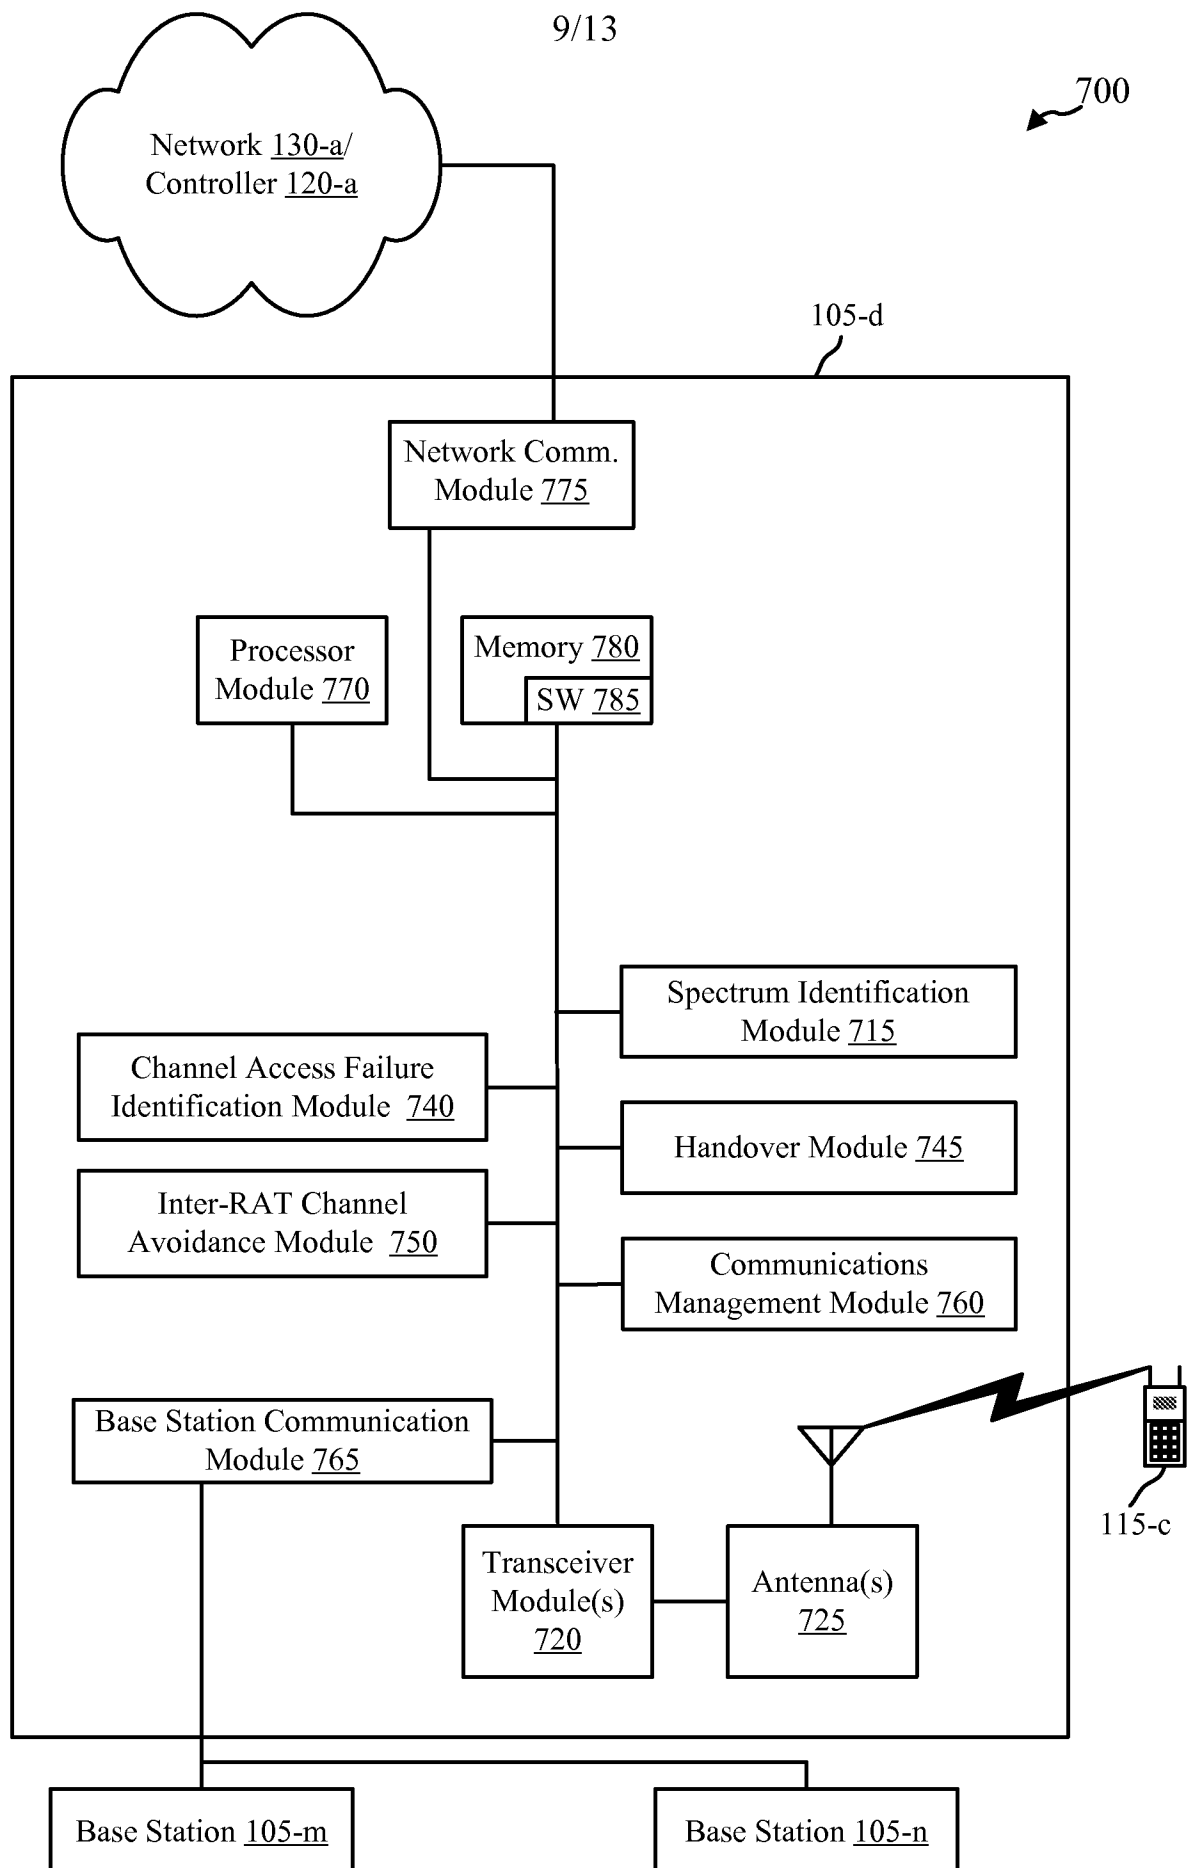 9/13
700
Network 130-a/
Controller 120-a
105-d
Network Comm.
Module 775
Processor
Module 770
Memory 780
SW 785
Spectrum Identification
Module 715
Channel Access Failure
Identification Module 740
Handover Module 745
Inter-RAT Channel
Avoidance Module 750
Communications
Management Module 760
Base Station Communication
Module 765
115-c
Transceiver
Module(s)
720
Antenna(s)
725
Base Station 105-m
Base Station 105-n